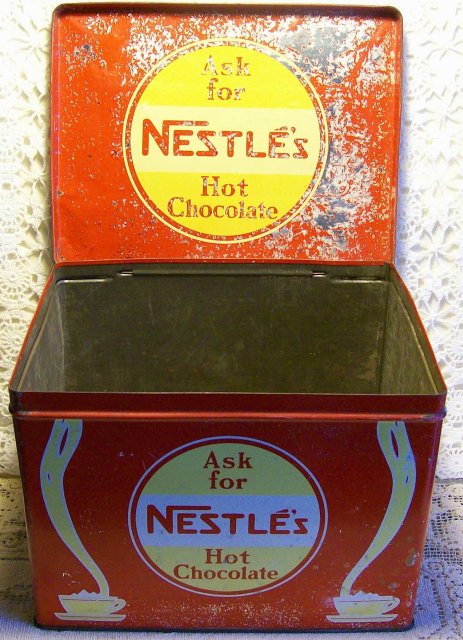 Ask
for
NESTLÉ's
Hot
Chocolate
Ask
for
NESTLÉ's
Hot
Chocolate